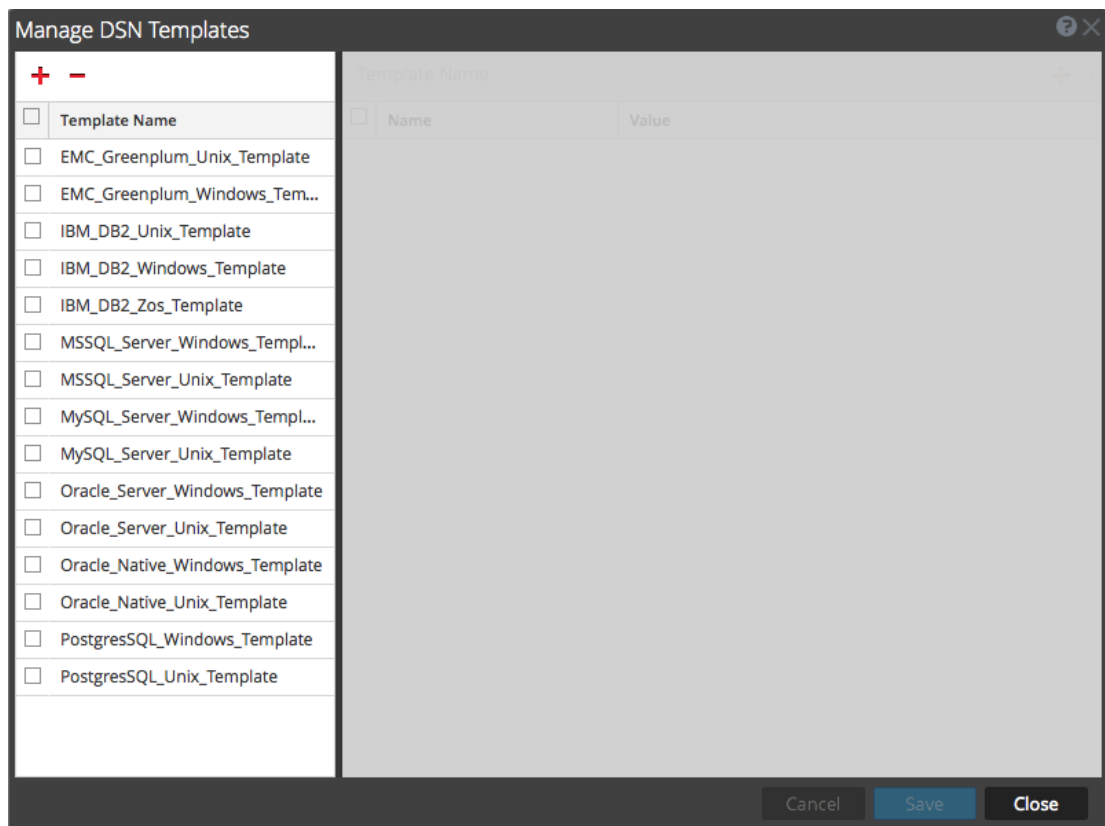 Manage DSN Templates
Template Name
Template Name
Name Value
EMC_Greenplum_Unix_Template
EMC_Greenplum_Windows_Tem...
IBM_DB2_Unix_Template
IBM_DB2_Windows_Template
IBM_DB2_Zos_Template
MSSQL_Server_Windows_Templ...
MSSQL_Server_Unix_Template
MySQL_Server_Windows_Templ...
MySQL_Server_Unix_Template
Oracle_Server_Windows_Template
Oracle_Server_Unix_Template
Oracle_Native_Windows_Template
Oracle_Native_Unix_Template
PostgresSQL_Windows_Template
PostgresSQL_Unix_Template
Cancel Save Close